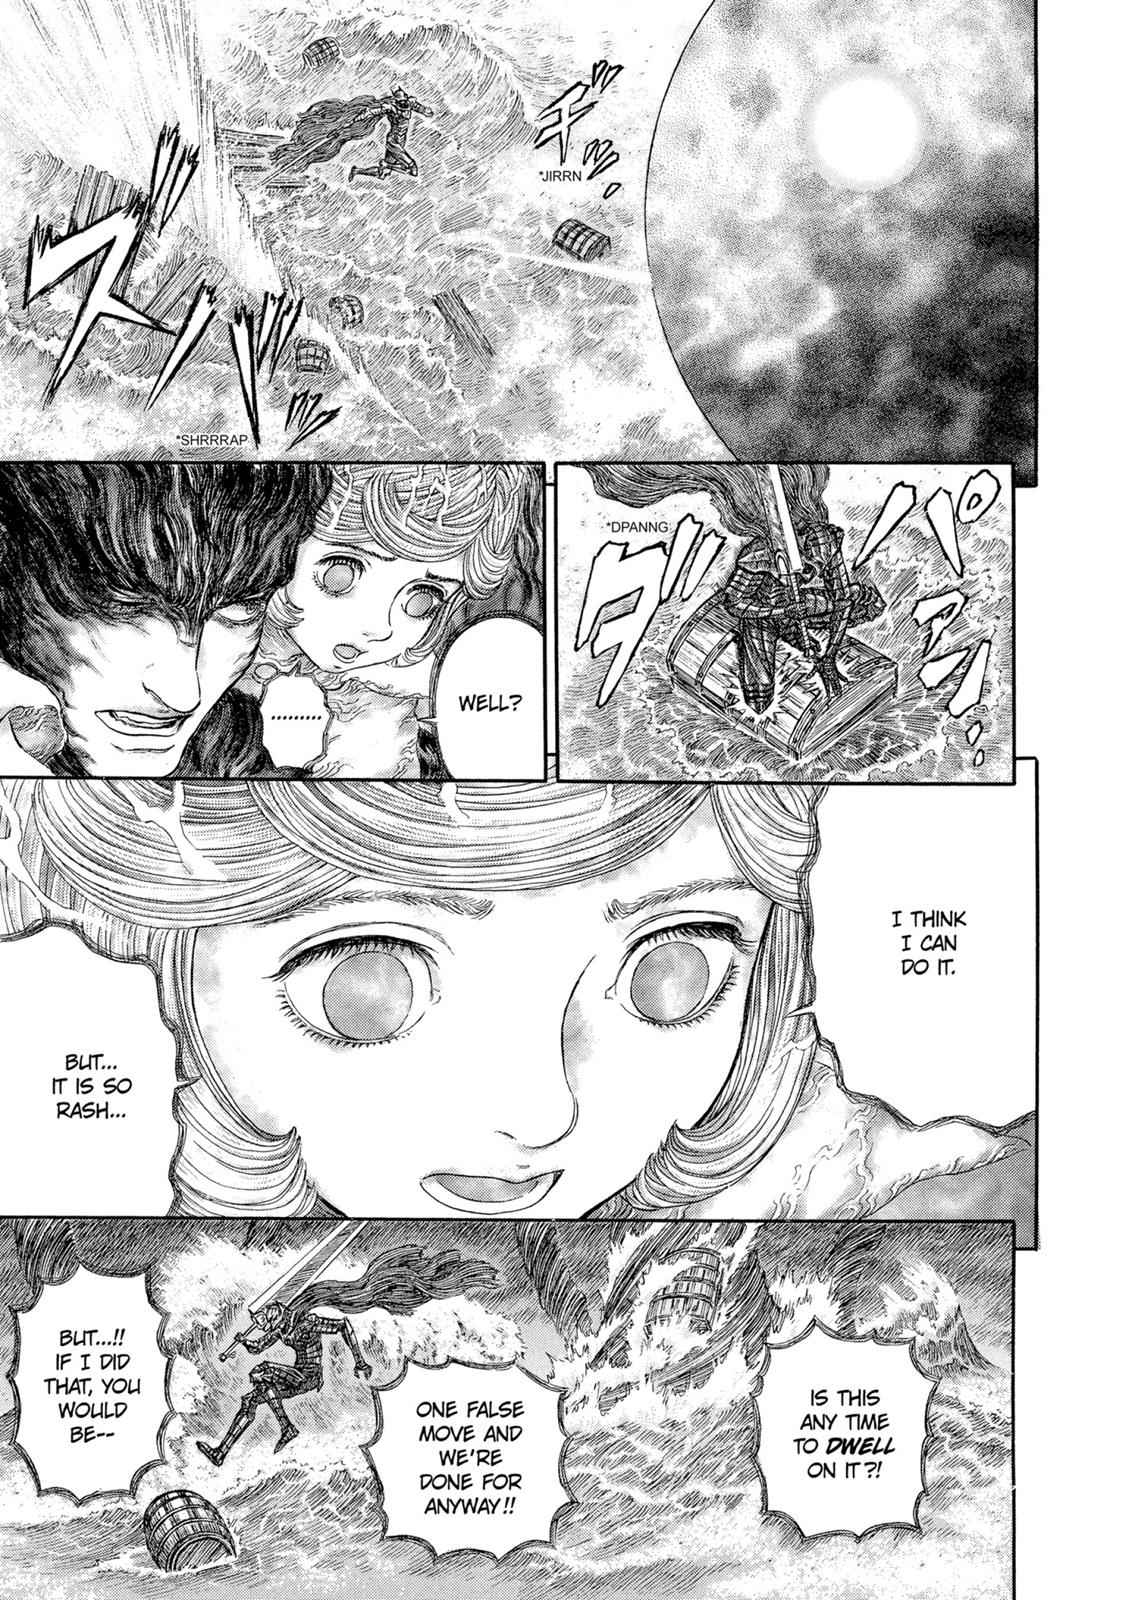 ギギッ。
*JIRRN
ズババッ
*SHRRRAP
*DPANNG
ダパァン。
WELL?
..........
I THINK
I CAN
DO IT.
BUT...
IT IS SO
RASH...
IS THIS
ANY TIME
TO DWELL
ON IT?!
ONE FALSE
MOVE AND
WE'RE
DONE FOR
ANYWAY!!
BUT...!!
IF I DID
THAT, YOU
WOULD
BE--